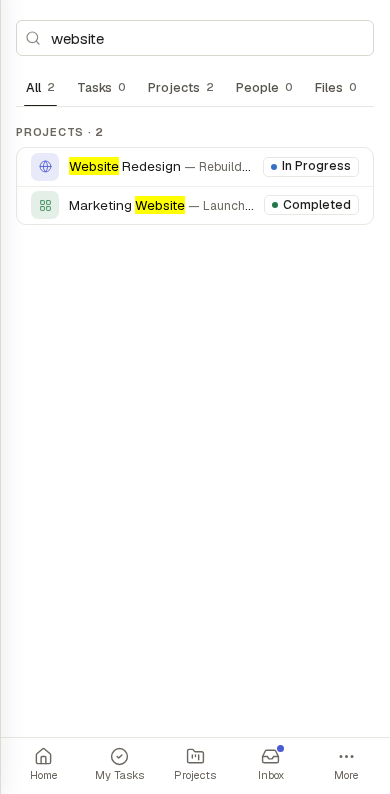 website
All 2 Tasks 0 Projects 2 People 0 Files 0
PROJECTS · 2
Website Redesign — Rebuild... In Progress
Marketing Website — Launch... Completed
Home My Tasks Projects Inbox More